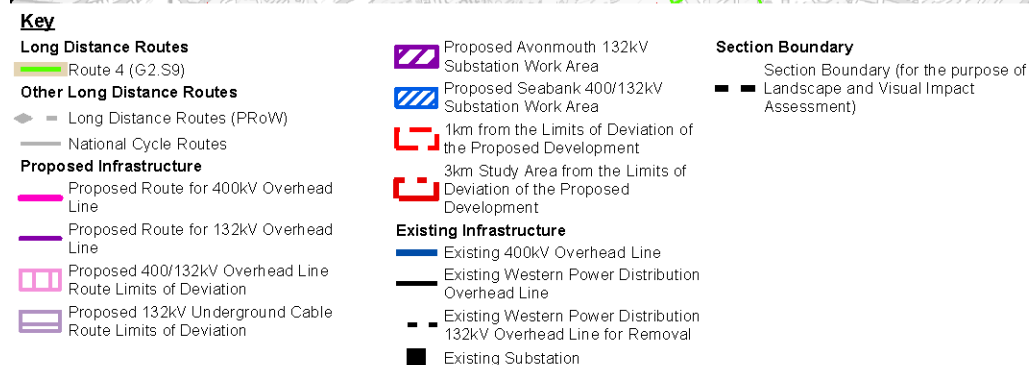 Key
Long Distance Routes
Route 4 (G2.S9)
Other Long Distance Routes
Long Distance Routes (PRoW)
National Cycle Routes
Proposed Infrastructure
Proposed Route for 400kV Overhead
Line
Proposed Route for 132kV Overhead
Line
Proposed 400/132kV Overhead Line
Route Limits of Deviation
Proposed 132kV Underground Cable
Route Limits of Deviation
Proposed Avonmouth 132kV
Substation Work Area
Proposed Seabank 400/132kV
Substation Work Area
1km from the Limits of Deviation of
the Proposed Development
3km Study Area from the Limits of
Deviation of the Proposed
Development
Existing Infrastructure
Existing 400kV Overhead Line
Existing Western Power Distribution
Overhead Line
Existing Western Power Distribution
132kV Overhead Line for Removal
Existing Substation
Section Boundary
Section Boundary (for the purpose of
Landscape and Visual Impact
Assessment)